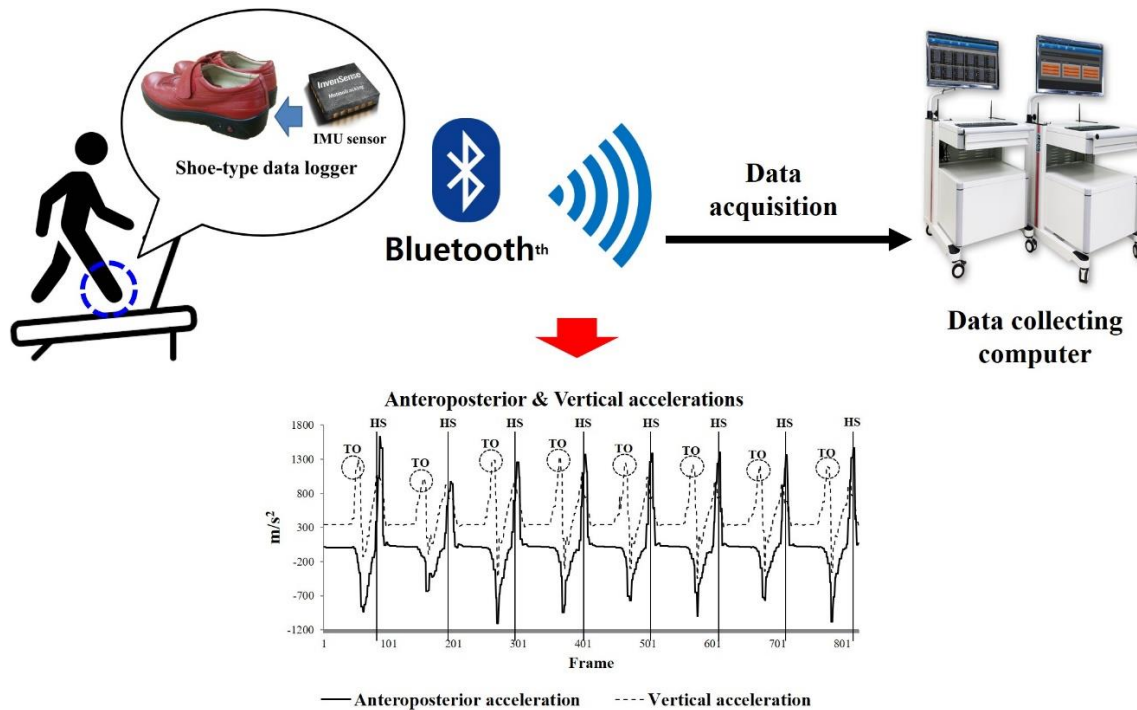 InvenSense
IMU sensor
Shoe-type data logger
Bluetooth
th
Data
acquisition
Data collecting
computer
Anteroposterior & Vertical accelerations
HS HS HS HS HS HS HS HS
TO TO TO TO TO TO TO TO
1800
1300
800
300
-200
-700
-1200
m/s²
1 101 201 301 401 501 601 701 801
Frame
Anteroposterior acceleration Vertical acceleration